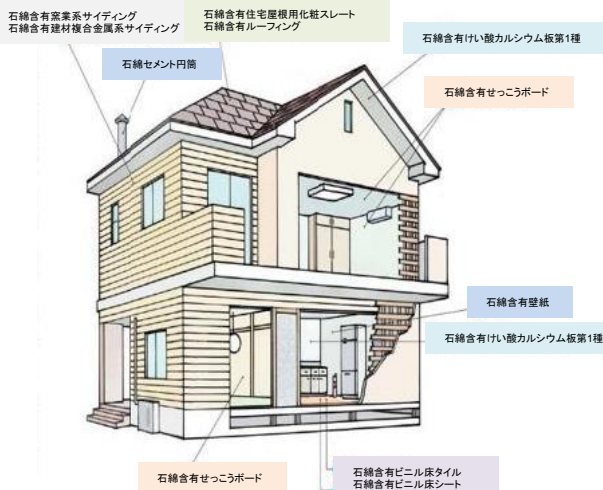 石綿含有窯業系サイディング
石綿含有建材複合金属系サイディング
石綿含有住宅屋根用化粧スレート
石綿含有ルーフィング
石綿含有けい酸カルシウム板第1種
石綿セメント円筒
石綿含有せっこうボード
石綿含有壁紙
石綿含有けい酸カルシウム板第1種
石綿含有せっこうボード
石綿含有ビニル床タイル
石綿含有ビニル床シート